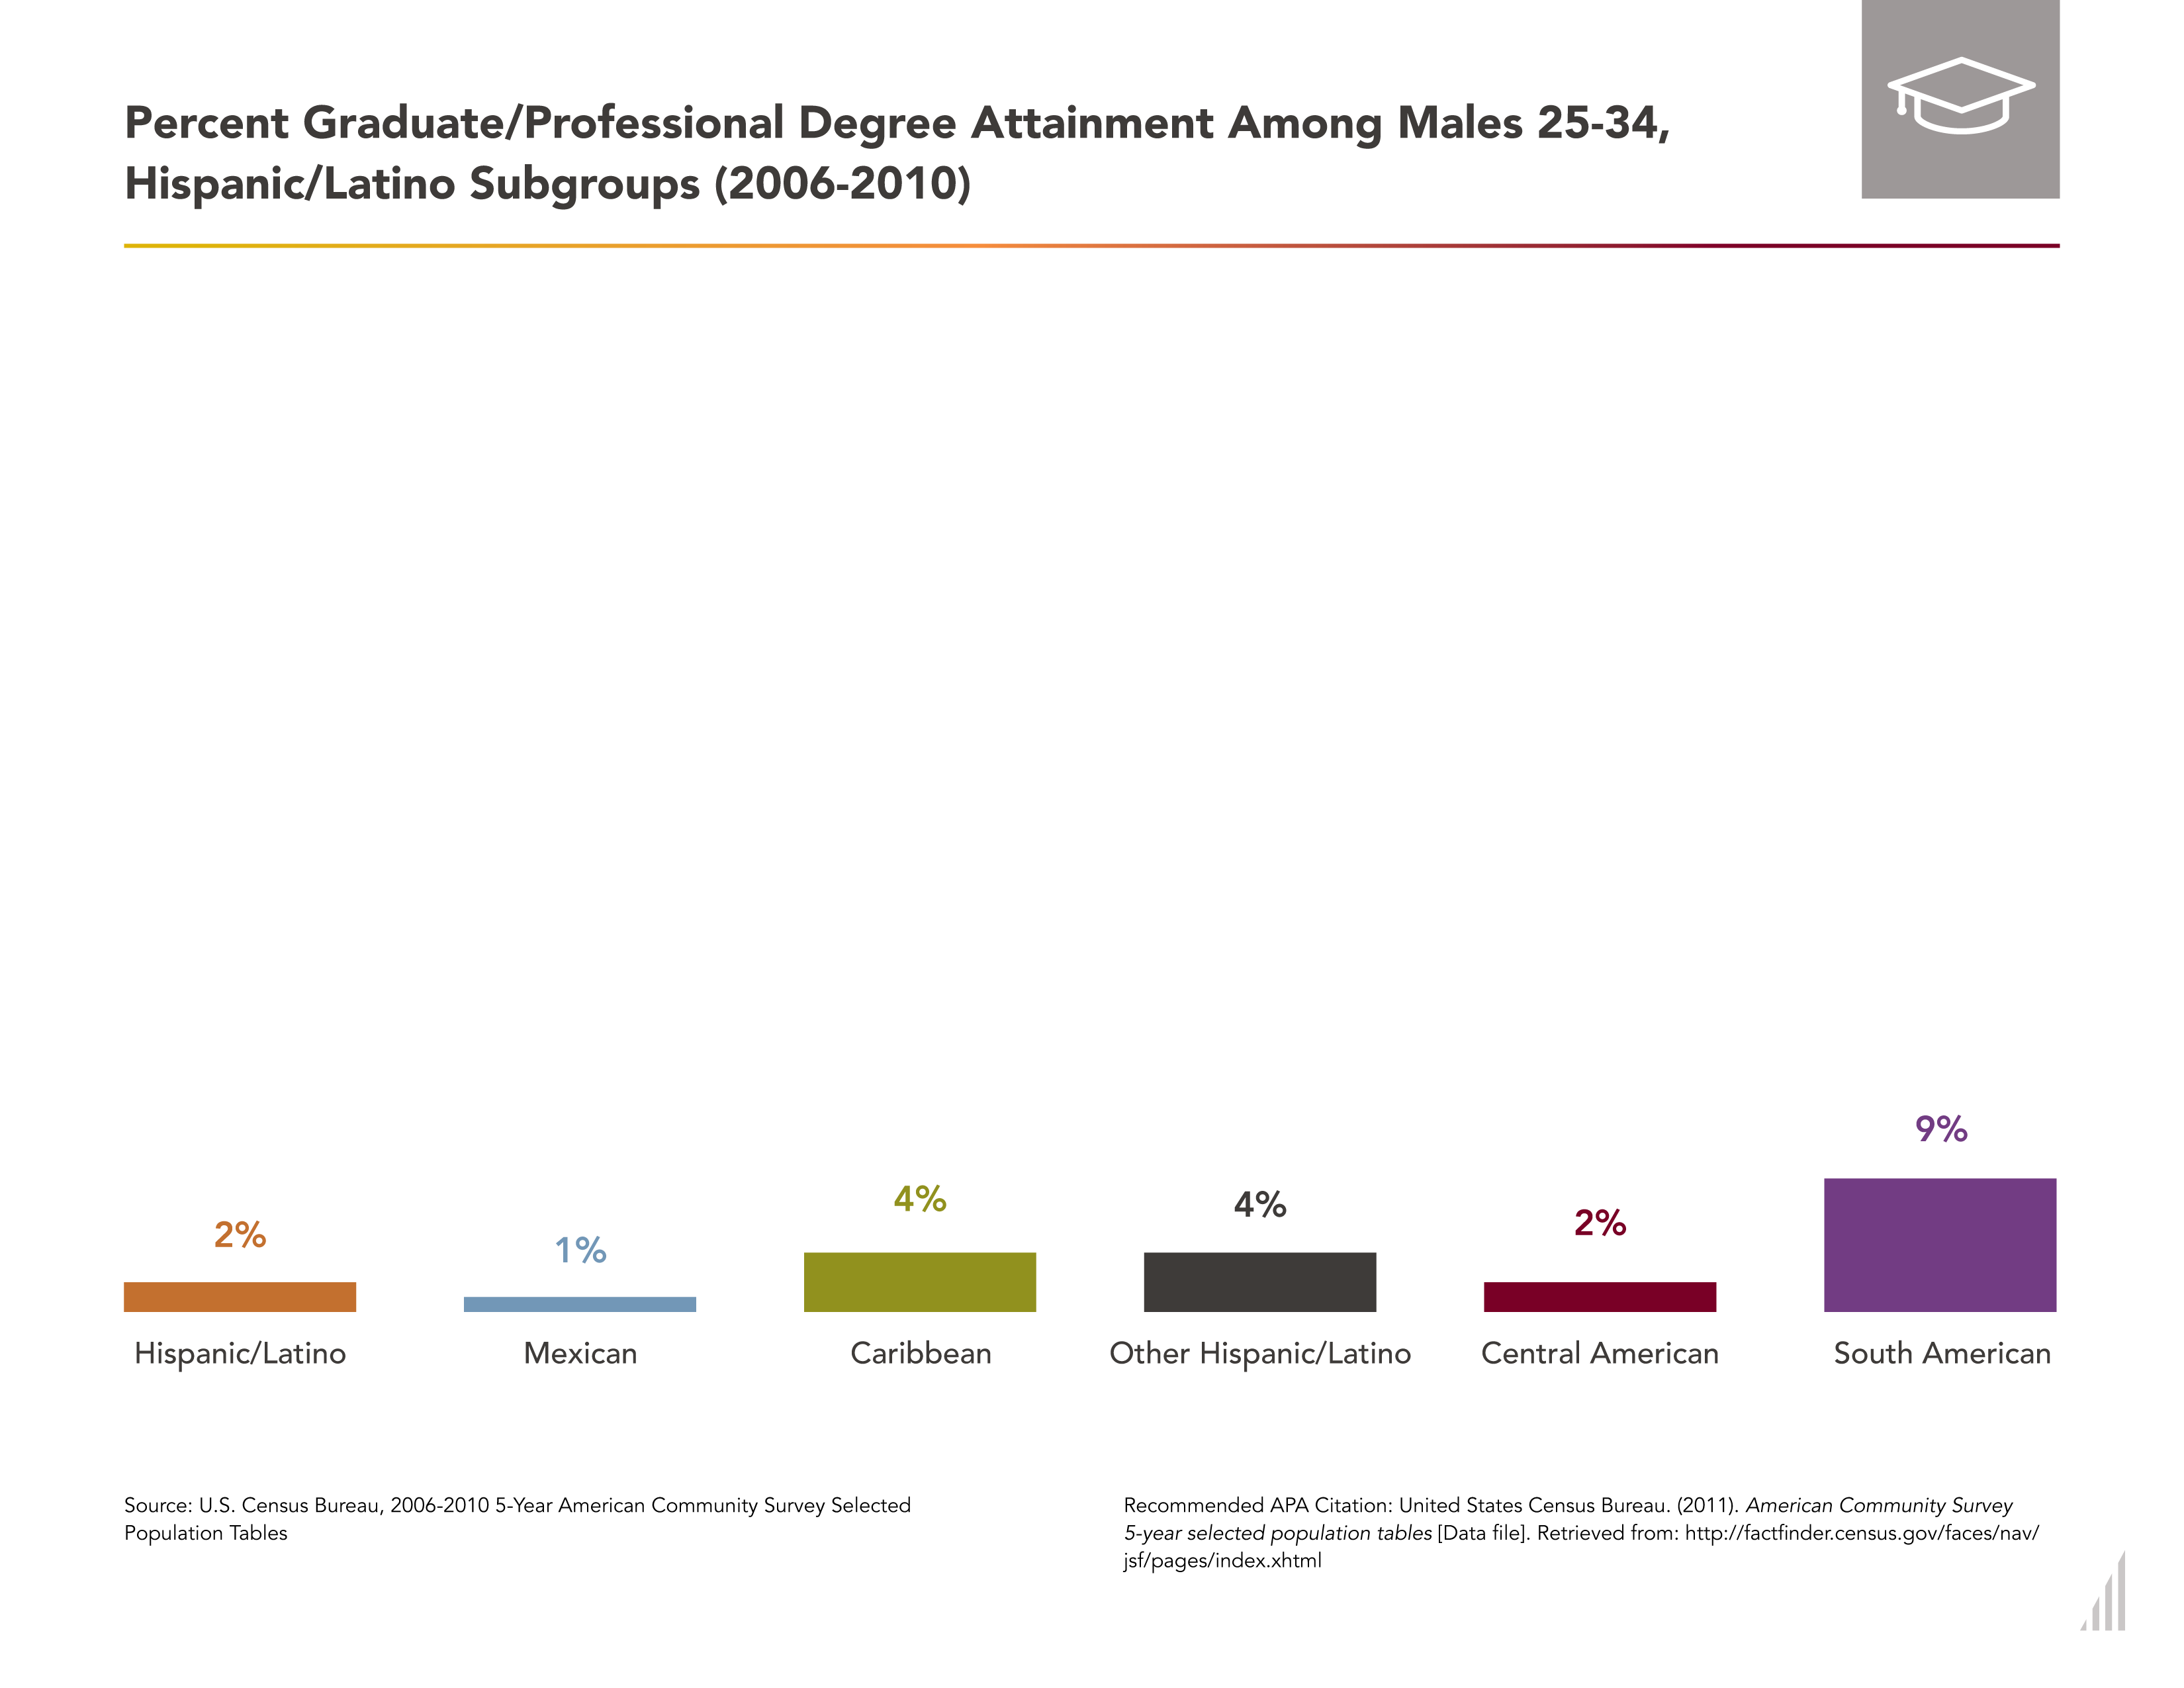 Percent Graduate/Professional Degree Attainment Among Males 25-34,
Hispanic/Latino Subgroups (2006-2010)
2%
1%
4%
4%
2%
9%
Hispanic/Latino
Mexican
Caribbean
Other Hispanic/Latino
Central American
South American
Source: U.S. Census Bureau, 2006-2010 5-Year American Community Survey Selected
Population Tables
Recommended APA Citation: United States Census Bureau. (2011). American Community Survey
5-year selected population tables [Data file]. Retrieved from: http://factfinder.census.gov/faces/nav/
jsf/pages/index.xhtml